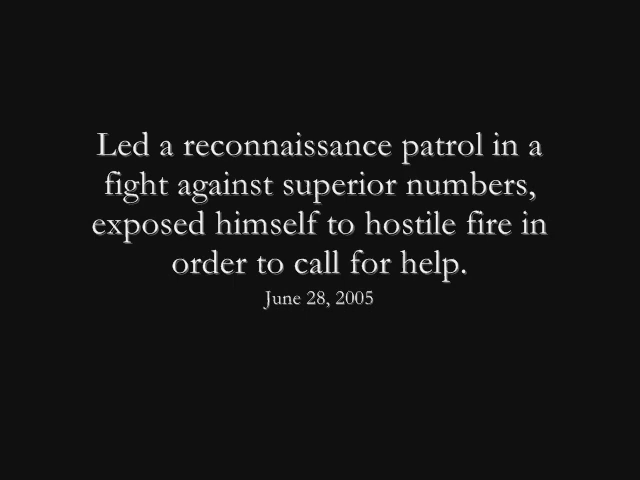 Led a reconnaissance patrol in a
fight against superior numbers,
exposed himself to hostile fire in
order to call for help.
June 28, 2005